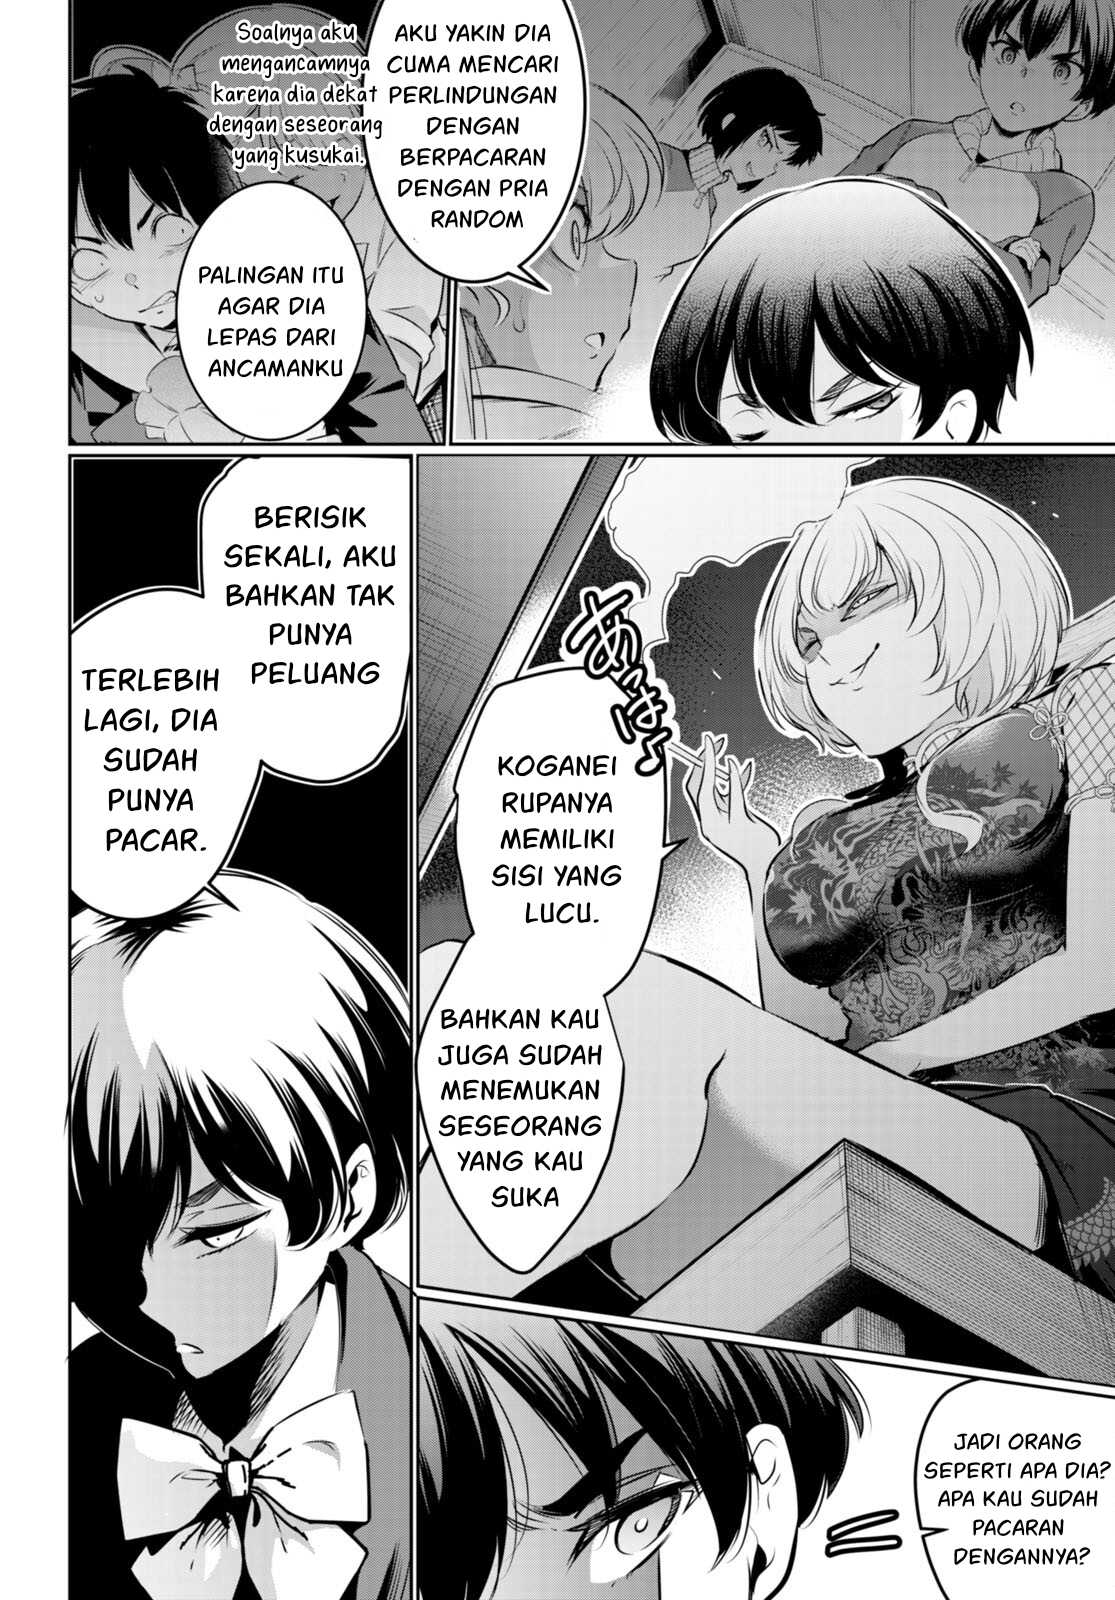 AKU YAKIN DIA
CUMA MENCARI
PERLINDUNGAN
DENGAN
BERPACARAN
DENGAN PRIA
RANDOM
Soalnya aku
mengancamnya
karena dia dekat
dengan seseorang
yang kusukai.
PALINGAN ITU
AGAR DIA
LEPAS DARI
ANCAMANKU
あっはは
KOGANEI
RUPANYA
MEMILIKI
SISI YANG
LUCU.
BAHKAN KAU
JUGA SUDAH
MENEMUKAN
SESEORANG
YANG KAU
SUKA
BERISIK
SEKALI, AKU
BAHKAN TAK
PUNYA
PELUANG
TERLEBIH
LAGI, DIA
SUDAH
PUNYA
PACAR.
JADI ORANG
SEPERTI APA DIA?
APA KAU SUDAH
PACARAN
DENGANNYA?